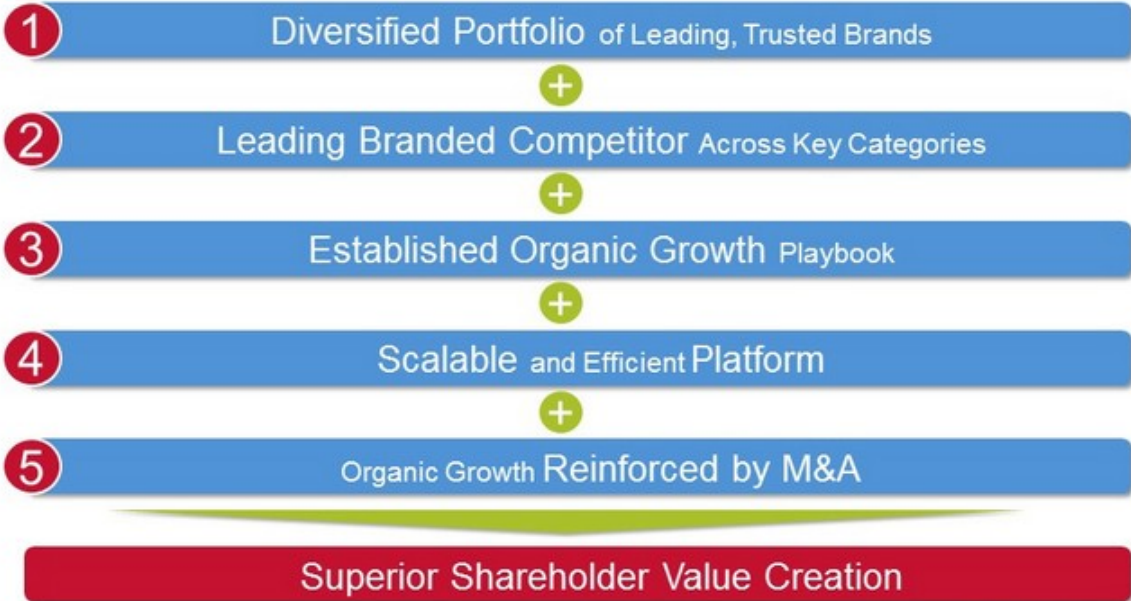 1 Diversified Portfolio of Leading, Trusted Brands
+
2 Leading Branded Competitor Across Key Categories
+
3 Established Organic Growth Playbook
+
4 Scalable and Efficient Platform
+
5 Organic Growth Reinforced by M&A
Superior Shareholder Value Creation